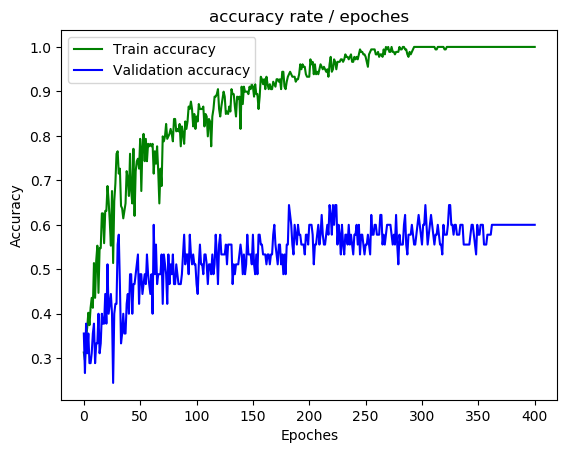 accuracy rate / epoches
Train accuracy
Validation accuracy
1.0
0.9
0.8
0.7
0.6
0.5
0.4
0.3
Accuracy
0 50 100 150 200 250 300 350 400
Epoches